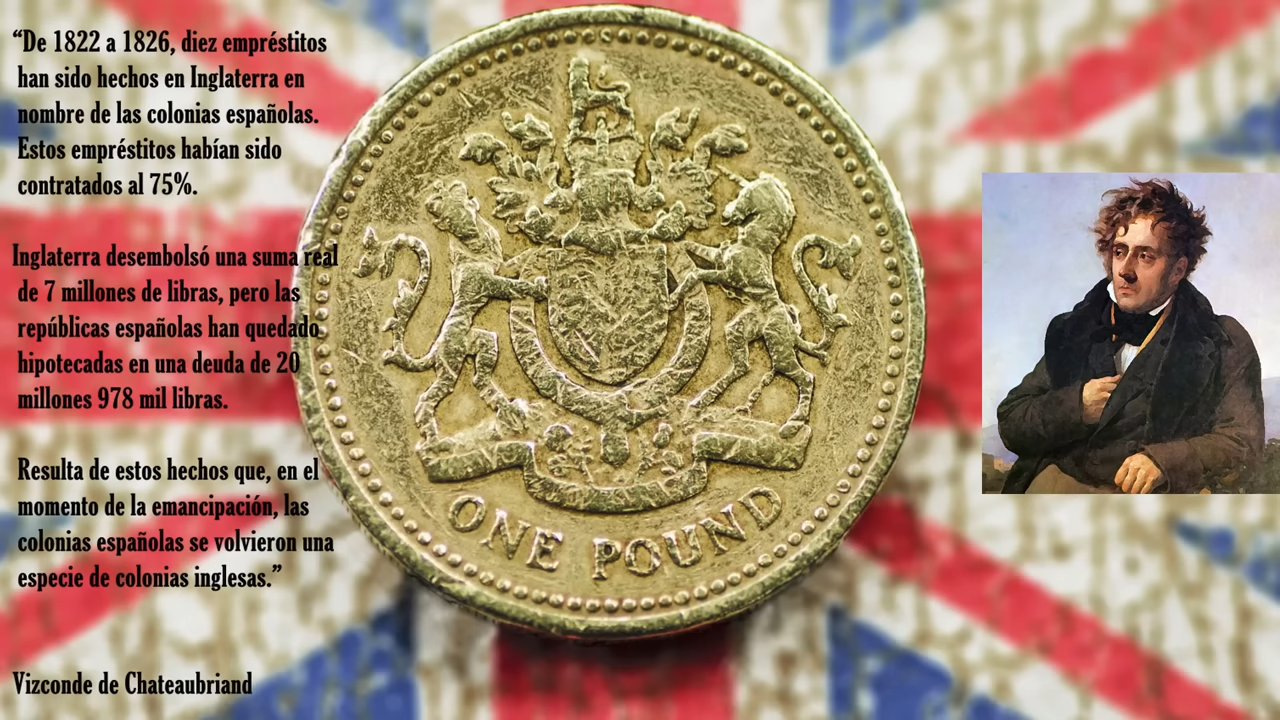 “De 1822 a 1826, diez empréstitos
han sido hechos en Inglaterra en
nombre de las colonias españolas.
Estos empréstitos habían sido
contratados al 75%.
Inglaterra desembolsó una suma real
de 7 millones de libras, pero las
repúblicas españolas han quedado
hipotecadas en una deuda de 20
millones 978 mil libras.
Resulta de estos hechos que, en el
momento de la emancipación, las
colonias españolas se volvieron una
especie de colonias inglesas.”
Vizconde de Chateaubriand
ONE POUND